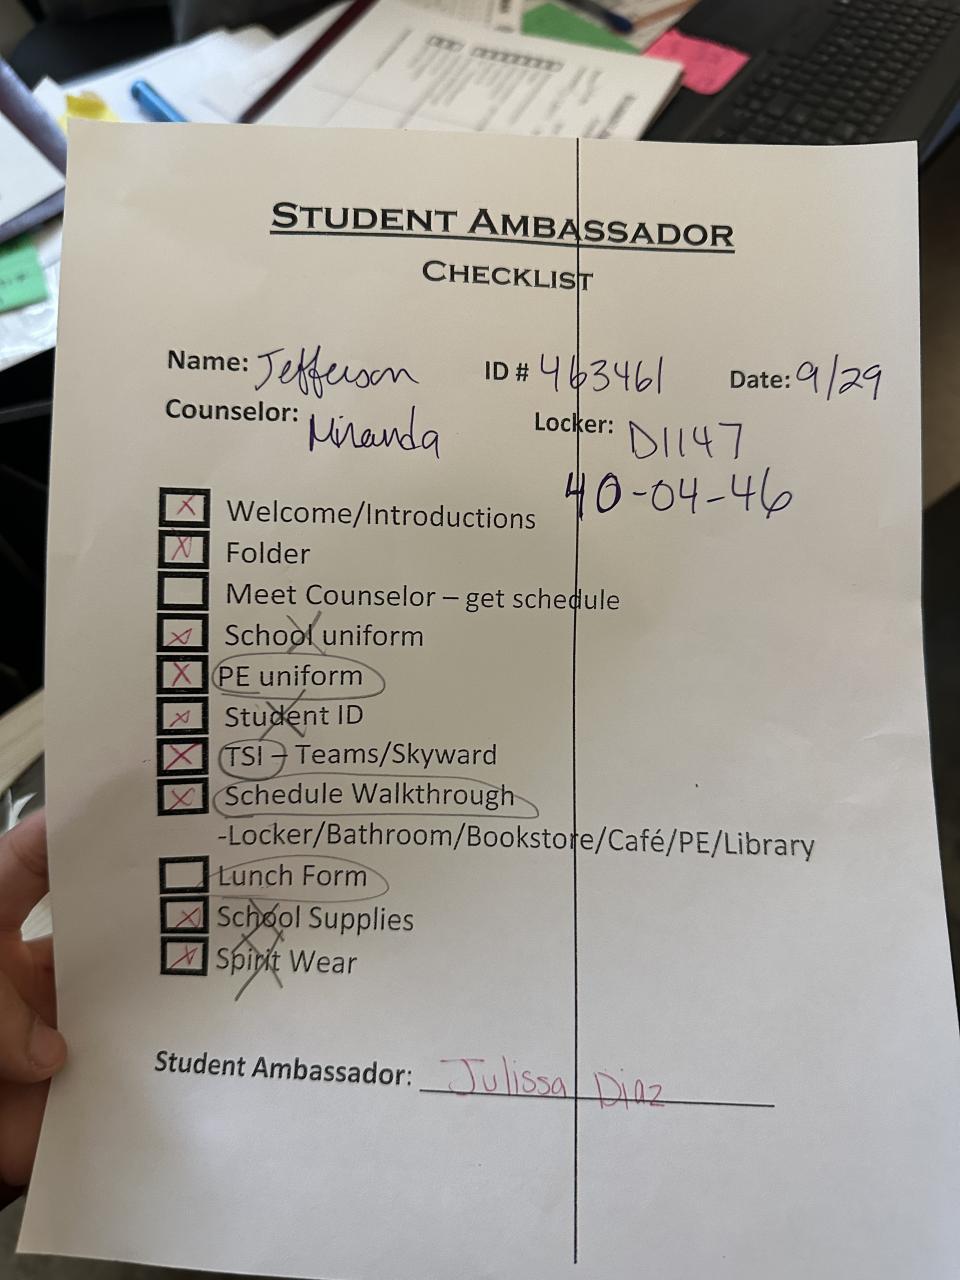 STUDENT AMBASSADOR
CHECKLIST
Name: Jefferson ID # 463461 Date: 9/29
Counselor: Miranda Locker: D1147
40-04-46
Welcome/Introductions
Folder
Meet Counselor – get schedule
School uniform
PE uniform
Student ID
TSI – Teams/Skyward
Schedule Walkthrough
-Locker/Bathroom/Bookstore/Café/PE/Library
Lunch Form
School Supplies
Spirit Wear
Student Ambassador: Julissa Diaz